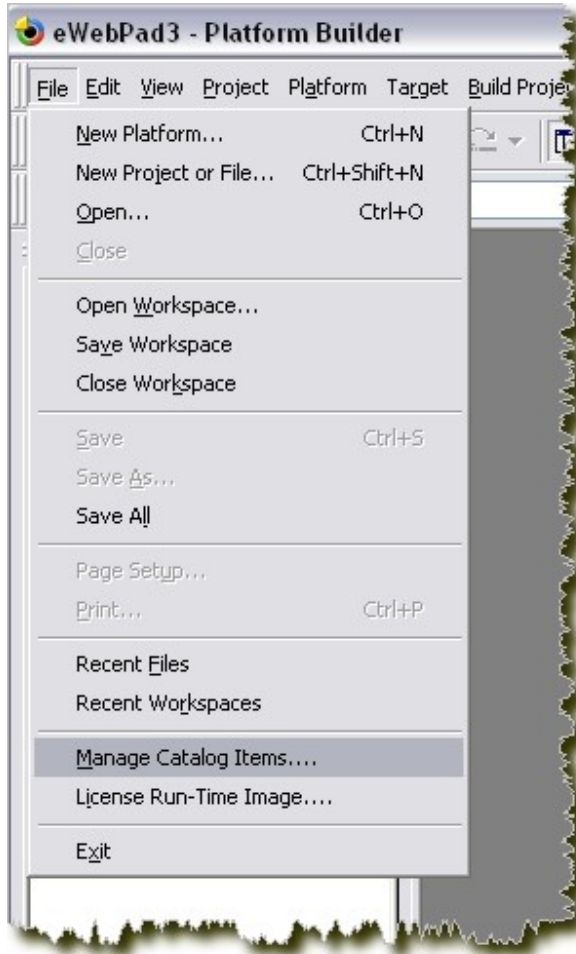 eWebPad3 - Platform Builder
File Edit View Project Platform Target Build Proje
New Platform... Ctrl+N
New Project or File... Ctrl+Shift+N
Open... Ctrl+O
Close
Open Workspace...
Save Workspace
Close Workspace
Save Ctrl+S
Save As...
Save All
Page Setup...
Print... Ctrl+P
Recent Files
Recent Workspaces
Manage Catalog Items....
License Run-Time Image....
Exit